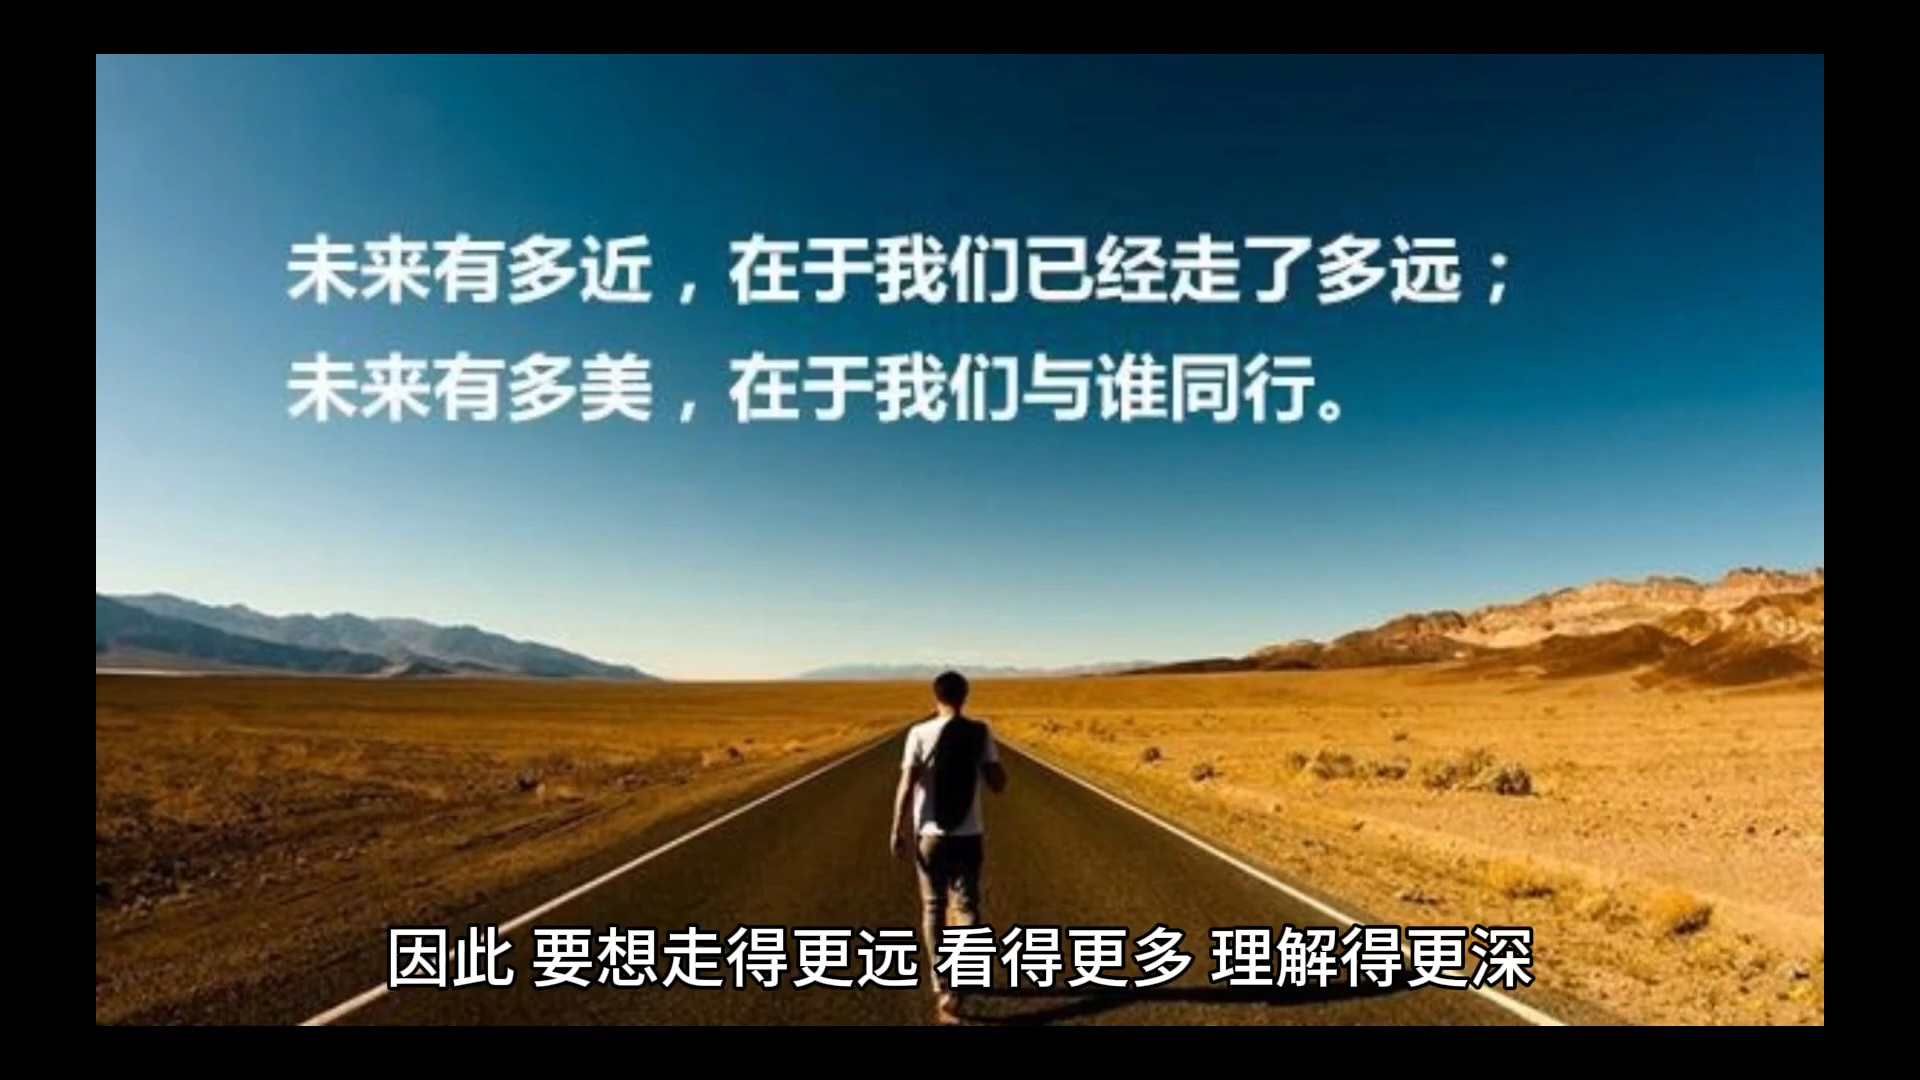 未来有多近，在于我们已经走了多远；
未来有多美，在于我们与谁同行。
因此 要想走得更远 看得更多 理解得更深